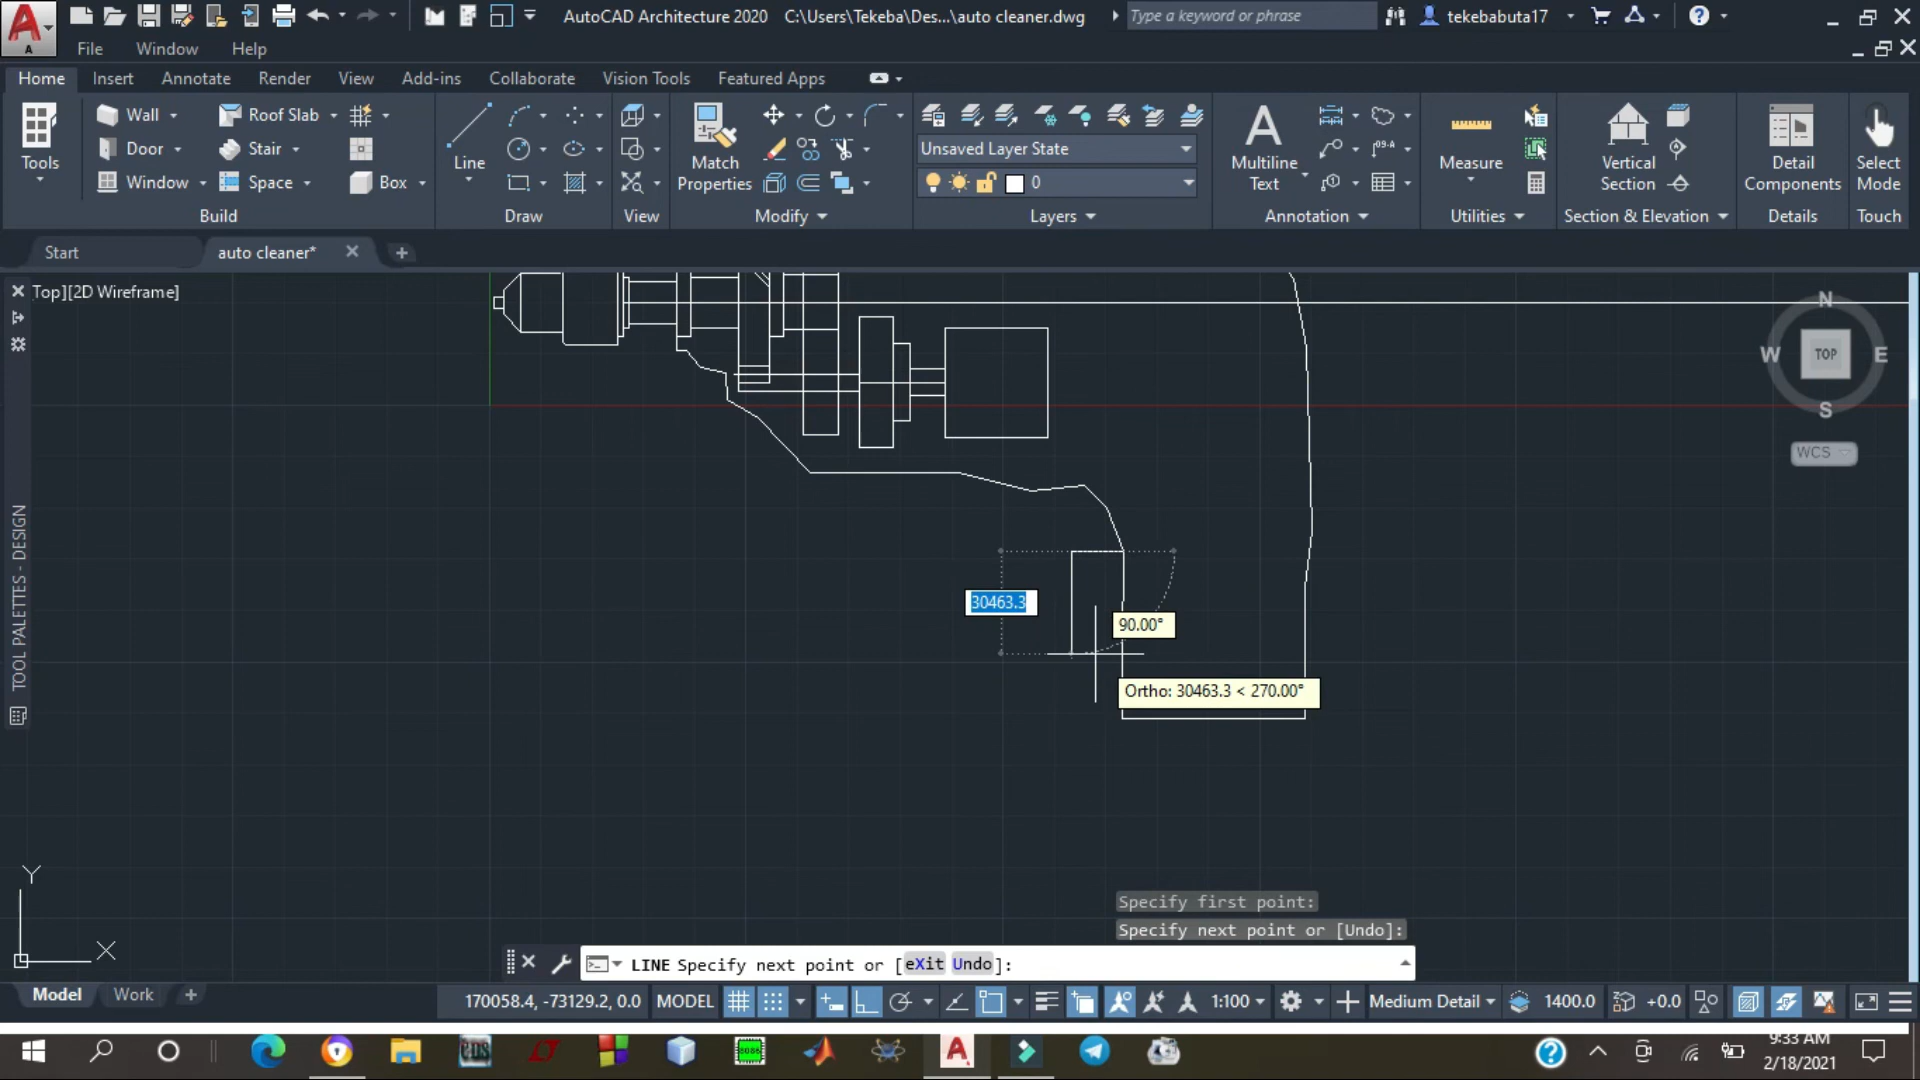 AutoCAD Architecture 2020 C:\Users\Tekeba\Des...\auto cleaner.dwg
Type a keyword or phrase
tekebabuta17
A
File Window Help
Home Insert Annotate Render View Add-ins Collaborate Vision Tools Featured Apps
Tools
Wall
Door
Window
Roof Slab
Stair
Space
Box
Line
Match Properties
Unsaved Layer State
0
Multiline Text
Measure
Vertical Section
Detail Components
Select Mode
Build Draw View Modify Layers Annotation Utilities Section & Elevation Details Touch
Start auto cleaner*
Top][2D Wireframe]
N
W TOP E
S
WCS
TOOL PALETTES - DESIGN
30463.3
90.00°
Ortho: 30463.3 < 270.00°
Y
X
Specify first point:
Specify next point or [Undo]:
LINE Specify next point or [eXit Undo]:
Model Work
170058.4, -73129.2, 0.0 MODEL 1:100 Medium Detail 1400.0 +0.0
9:33 AM
2/18/2021